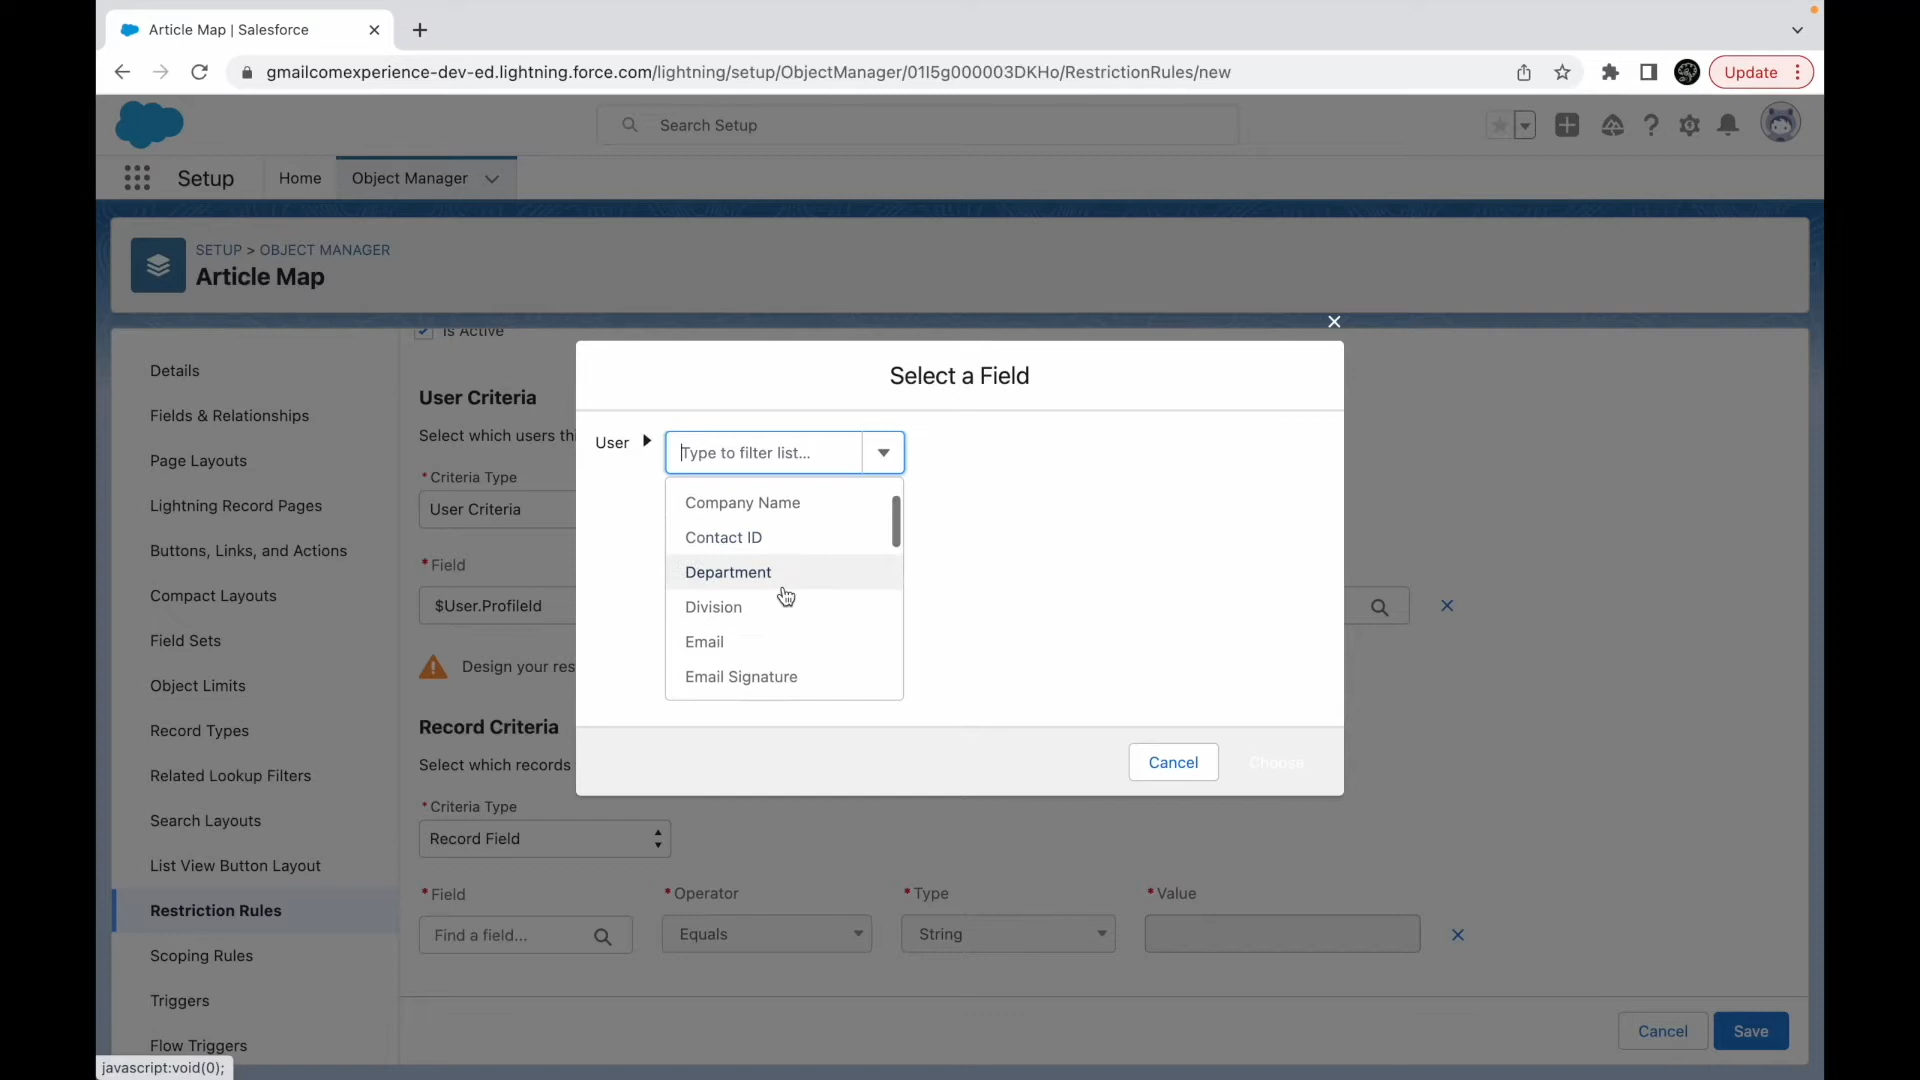 Article Map | Salesforce
gmailcomexperience-dev-ed.lightning.force.com/lightning/setup/ObjectManager/01I5g000003DKHo/RestrictionRules/new
Update
Search Setup
Setup
Home
Object Manager
SETUP > OBJECT MANAGER
Article Map
Details
Fields & Relationships
Page Layouts
Lightning Record Pages
Buttons, Links, and Actions
Compact Layouts
Field Sets
Object Limits
Record Types
Related Lookup Filters
Search Layouts
List View Button Layout
Restriction Rules
Scoping Rules
Triggers
Flow Triggers
javascript:void(0);
Is Active
User Criteria
Select which users thi
*Criteria Type
User Criteria
*Field
$User.ProfileId
Design your res
Record Criteria
Select which records
*Criteria Type
Record Field
*Field
*Operator
*Type
*Value
Find a field...
Equals
String
Cancel
Save
Select a Field
User
Type to filter list...
Company Name
Contact ID
Department
Division
Email
Email Signature
Cancel
Choose